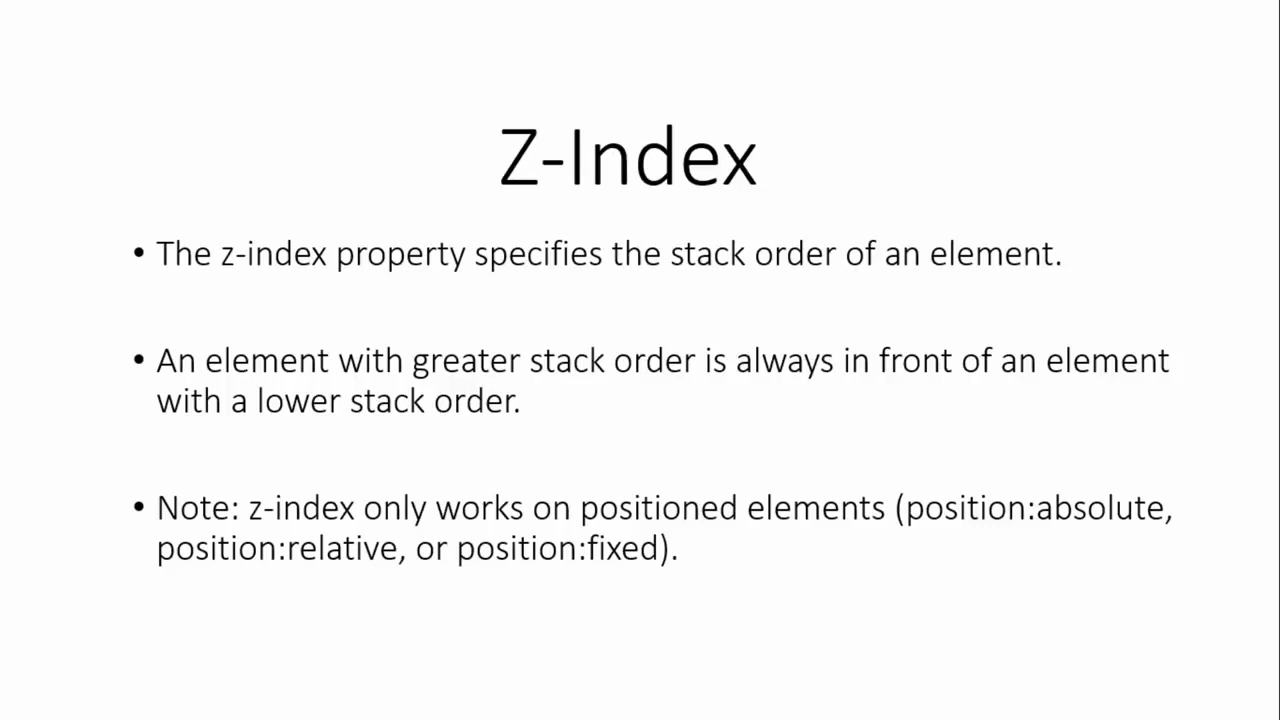 Z-Index
• The z-index property specifies the stack order of an element.
• An element with greater stack order is always in front of an element
with a lower stack order.
• Note: z-index only works on positioned elements (position:absolute,
position:relative, or position:fixed).